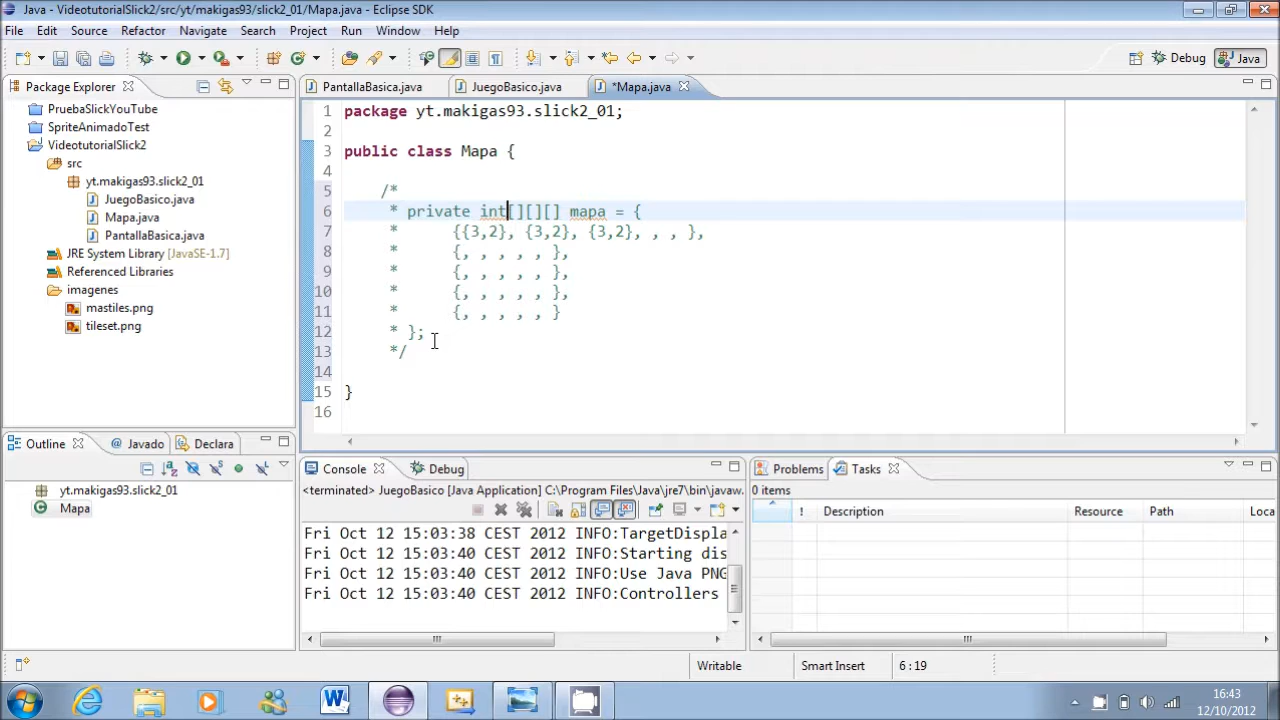 Java - VideotutorialSlick2/src/yt/makigas93/slick2_01/Mapa.java - Eclipse SDK
File Edit Source Refactor Navigate Search Project Run Window Help
Debug Java
Package Explorer
PantallaBasica.java JuegoBasico.java *Mapa.java
PruebaSlickYouTube
SpriteAnimadoTest
VideotutorialSlick2
src
yt.makigas93.slick2_01
JuegoBasico.java
Mapa.java
PantallaBasica.java
JRE System Library [JavaSE-1.7]
Referenced Libraries
imagenes
mastiles.png
tileset.png
1 package yt.makigas93.slick2_01;
2
3 public class Mapa {
4
5 /*
6 * private int[][][] mapa = {
7 * {{3,2}, {3,2}, {3,2}, , , },
8 * {, , , , , },
9 * {, , , , , },
10 * {, , , , , },
11 * {, , , , , }
12 * };
13 */
14
15 }
16
Outline Javado Declara
yt.makigas93.slick2_01
Mapa
Console Debug
<terminated> JuegoBasico [Java Application] C:\Program Files\Java\jre7\bin\javaw.
Fri Oct 12 15:03:38 CEST 2012 INFO:TargetDispla
Fri Oct 12 15:03:40 CEST 2012 INFO:Starting dis
Fri Oct 12 15:03:40 CEST 2012 INFO:Use Java PNG
Fri Oct 12 15:03:40 CEST 2012 INFO:Controllers
Problems Tasks
0 items
! Description Resource Path Loca
Writable Smart Insert 6 : 19
16:43
12/10/2012